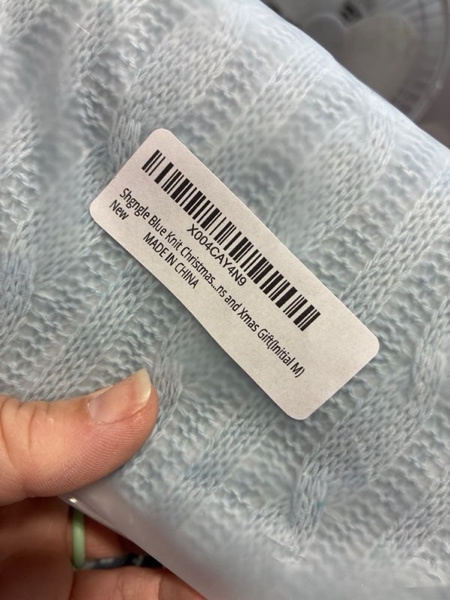 X004CAY4N9
Shgngle Blue Knit Christmas...ns and Xmas Gift(Initial M)
New
MADE IN CHINA